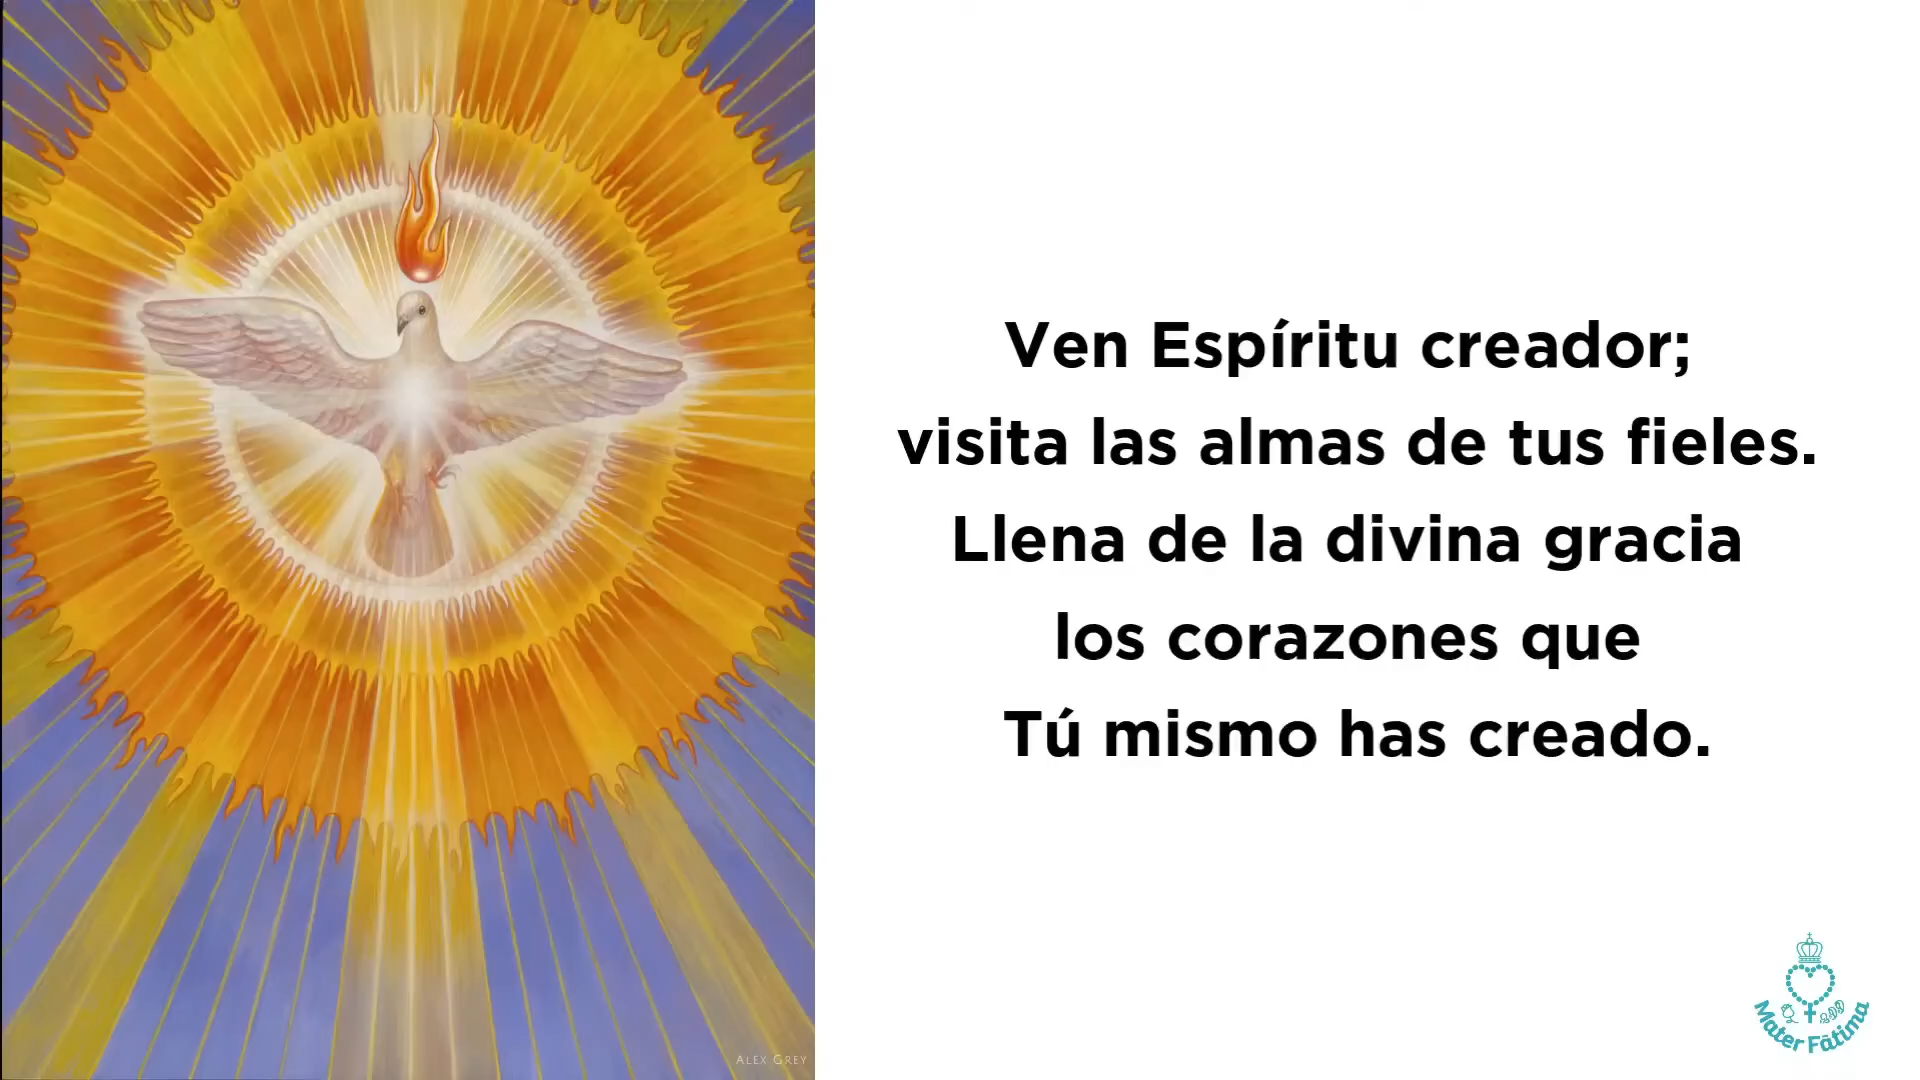 Ven Espíritu creador;
visita las almas de tus fieles.
Llena de la divina gracia
los corazones que
Tú mismo has creado.
ALEX GREY
Mater Fátima